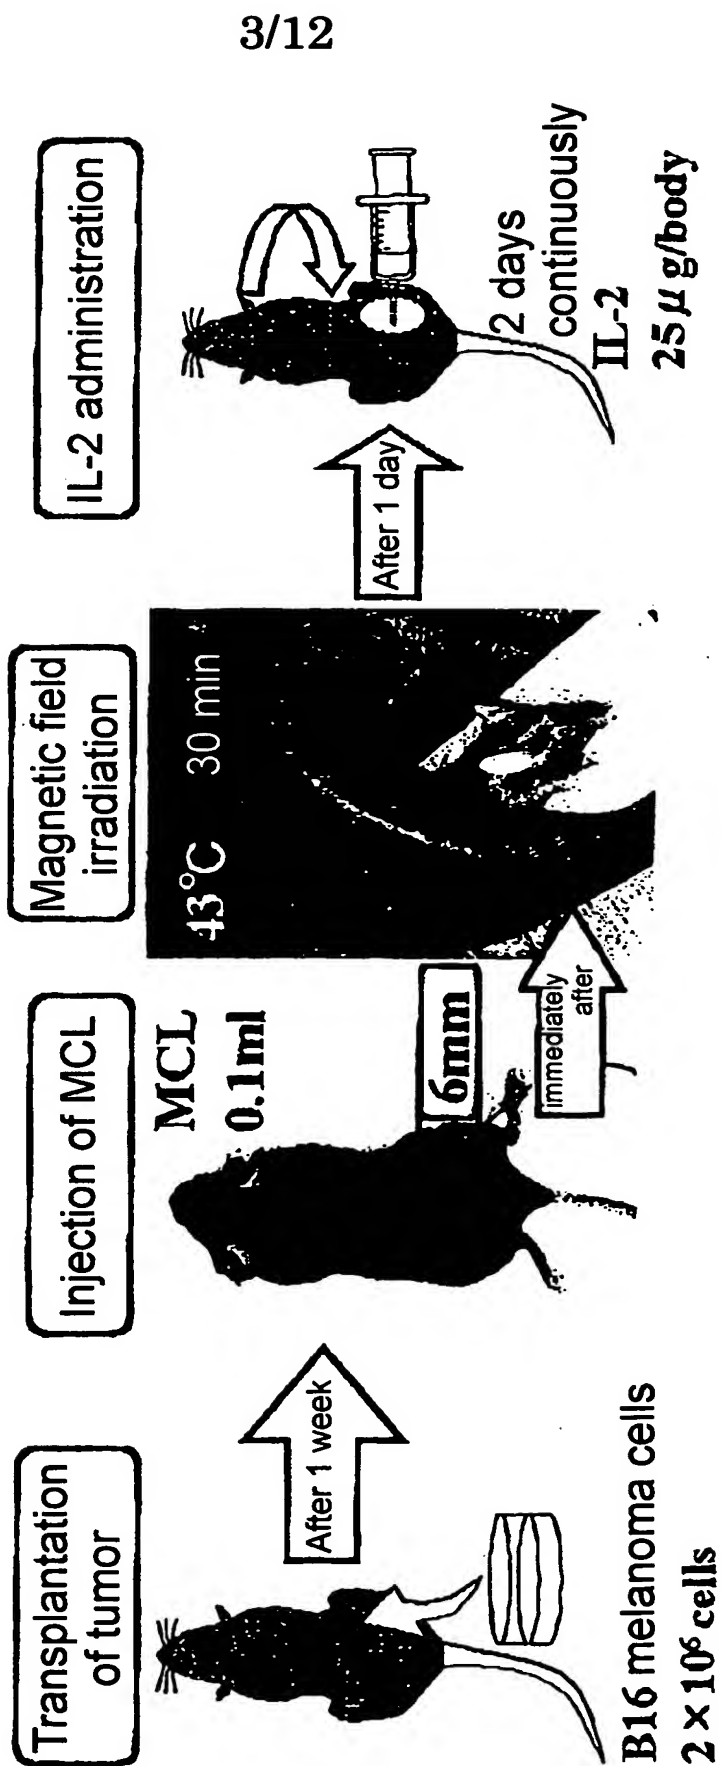 3/12
Transplantation
of tumor
B16 melanoma cells
2 × 10⁶ cells
After 1 week
Injection of MCL
MCL
0.1ml
6mm
immediately
after
Magnetic field
irradiation
43°C 30 min
After 1 day
IL-2 administration
2 days
continuously
IL-2
25 μ g/body